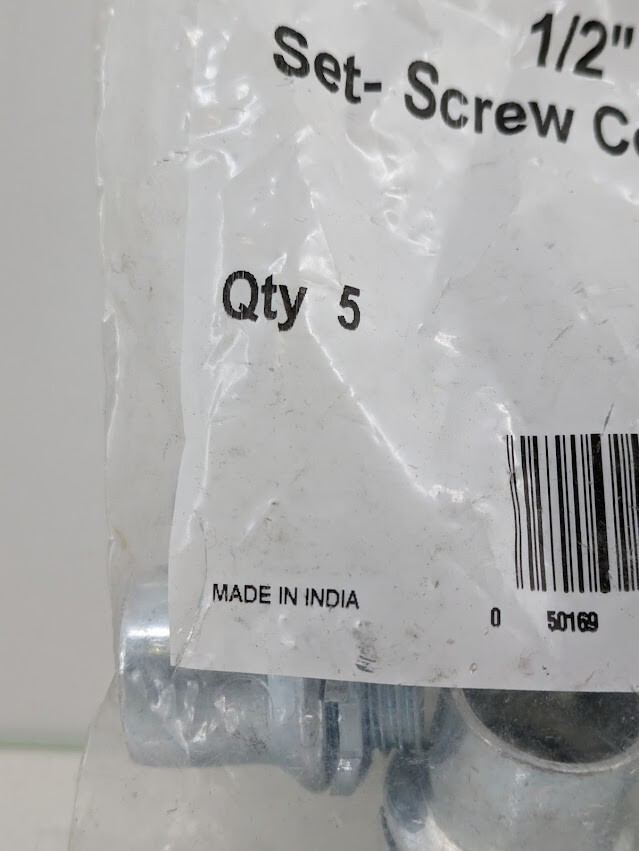 1/2"
Set- Screw
Qty 5
MADE IN INDIA
0 50169